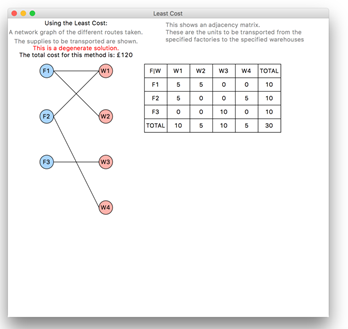 Least Cost
Using the Least Cost:
A network graph of the different routes taken.
The supplies to be transported are shown.
This is a degenerate solution.
The total cost for this method is: £120
This shows an adjacency matrix.
These are the units to be transported from the
specified factories to the specified warehouses
F1 W1
F2 W2
F3 W3
W4
F|W W1 W2 W3 W4 TOTAL
F1 5 5 0 0 10
F2 5 0 0 5 10
F3 0 0 10 0 10
TOTAL 10 5 10 5 30